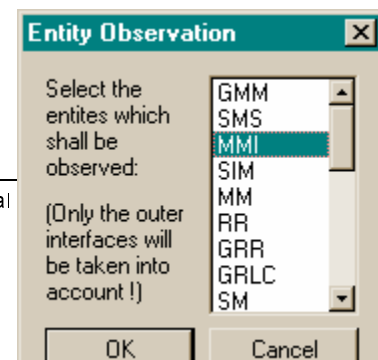 Entity Observation
Select the
entites which
shall be
observed:
(Only the outer
interfaces will
be taken into
account !)
GMM
SMS
MMI
SIM
MM
RR
GRR
GRLC
SM
al
OK
Cancel